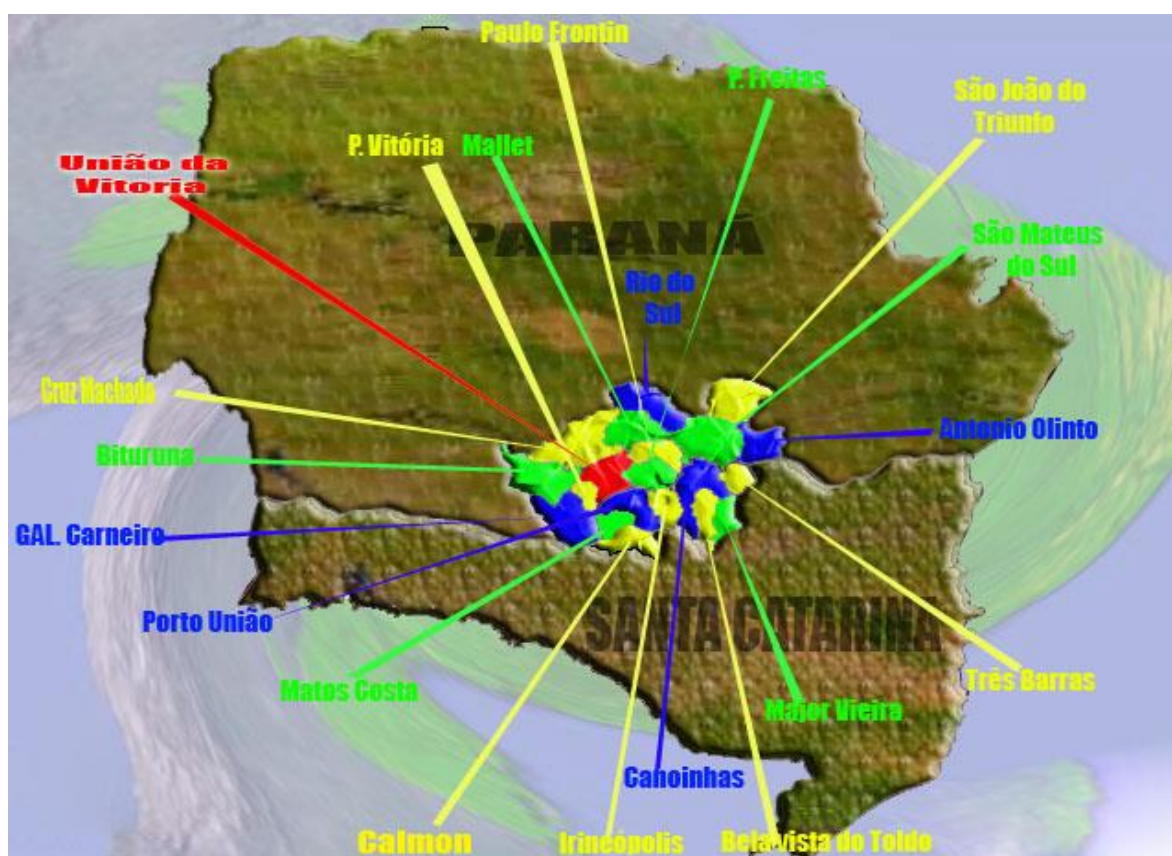 Paulo Frontin
P. Freitas
São João do
Triunfo
P. Vitória
Mallet
União da
Vitoria
PARANÁ
São Mateus
do Sul
Rio do
Sul
Cruz Machado
Antonio Olinto
Bituruna
GAL. Carneiro
Porto União
SANTA CATARINA
Matos Costa
Três Barras
Major Vieira
Canoinhas
Calmon
Irineópolis
Bela vista do Toldo